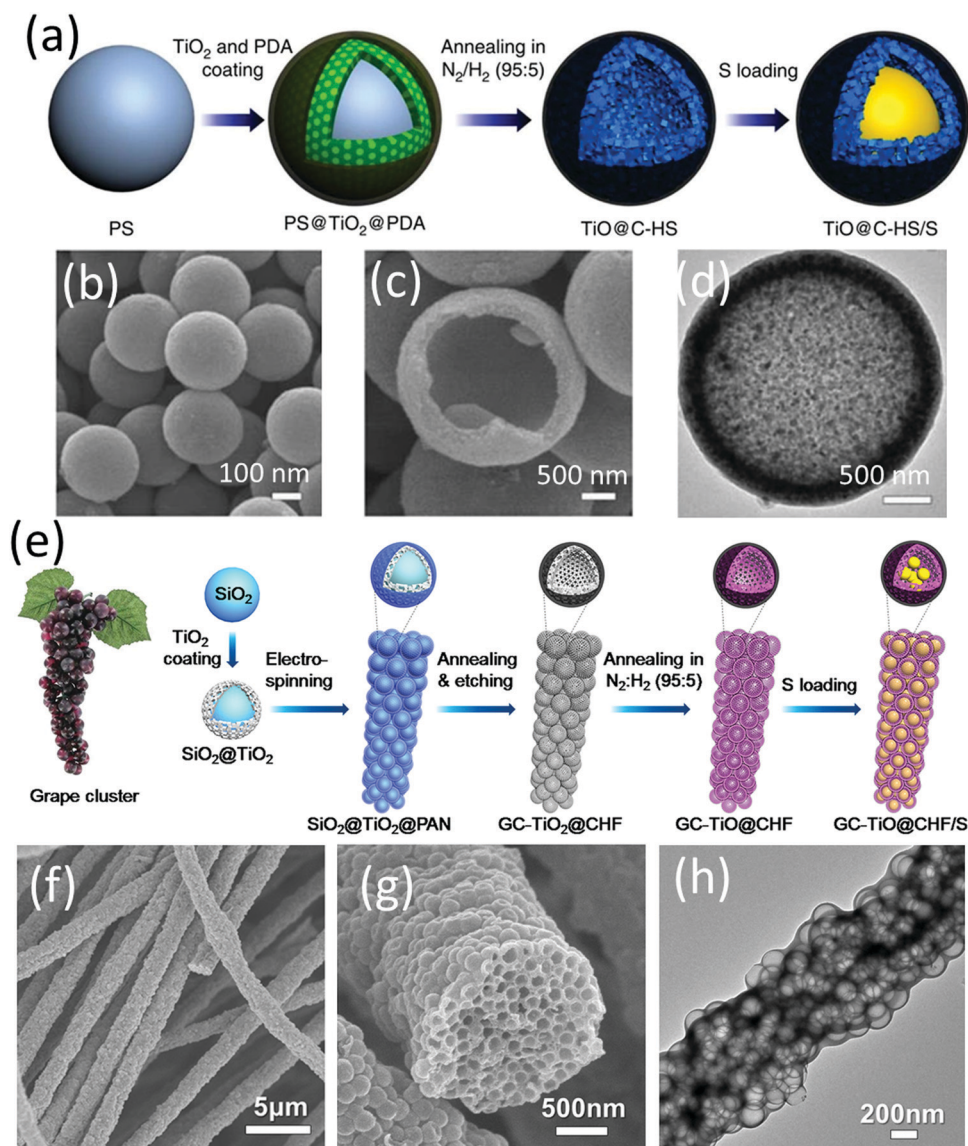 (a)
TiO₂ and PDA
coating
Annealing in
N₂/H₂ (95:5)
S loading
PS
PS@TiO₂@PDA
TiO@C-HS
TiO@C-HS/S
(b)
100 nm
(c)
500 nm
(d)
500 nm
(e)
Grape cluster
SiO₂
TiO₂
coating
SiO₂@TiO₂
Electro-
spinning
Annealing
& etching
Annealing in
N₂:H₂ (95:5)
S loading
SiO₂@TiO₂@PAN
GC-TiO₂@CHF
GC-TiO@CHF
GC-TiO@CHF/S
(f)
5µm
(g)
500nm
(h)
200nm